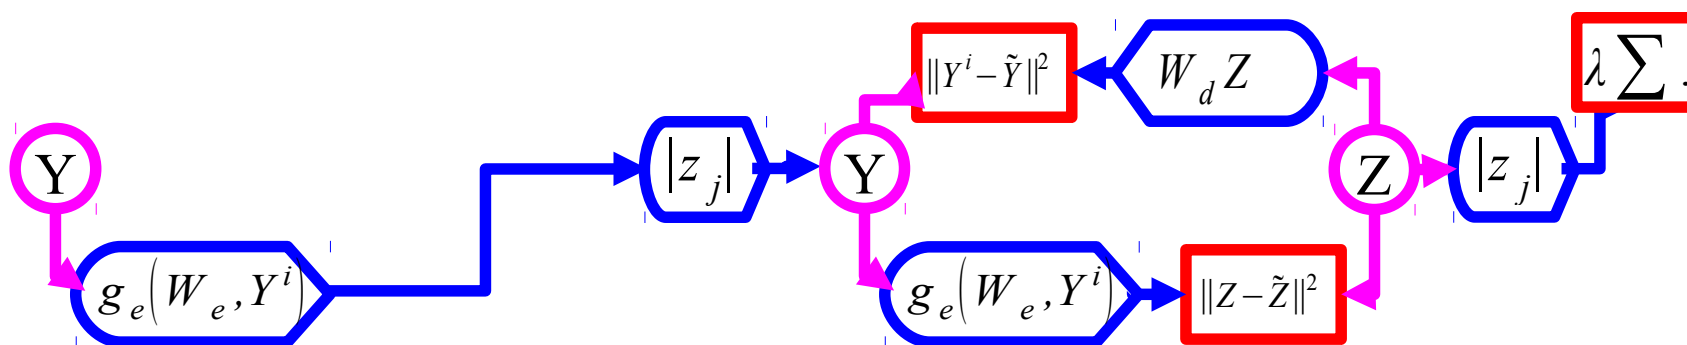 ‖Y^i − Ỹ‖²
W_d Z
λ ∑
Y
|z_j|
Y
Z
|z_j|
g_e(W_e, Y^i)
g_e(W_e, Y^i)
‖Z − Z̃‖²